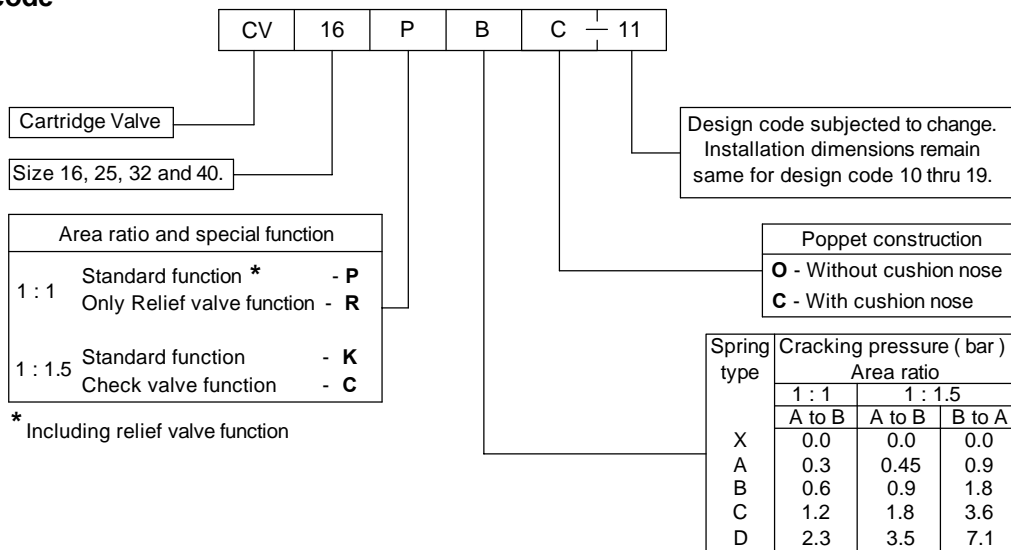 code
CV 16 P B C – 11
Cartridge Valve
Size 16, 25, 32 and 40.
Area ratio and special function
1 : 1
Standard function * - P
Only Relief valve function - R
1 : 1.5
Standard function - K
Check valve function - C
* Including relief valve function
Design code subjected to change.
Installation dimensions remain
same for design code 10 thru 19.
Poppet construction
O - Without cushion nose
C - With cushion nose
Spring type
Cracking pressure ( bar )
Area ratio
1 : 1 1 : 1.5
A to B A to B B to A
X 0.0 0.0 0.0
A 0.3 0.45 0.9
B 0.6 0.9 1.8
C 1.2 1.8 3.6
D 2.3 3.5 7.1